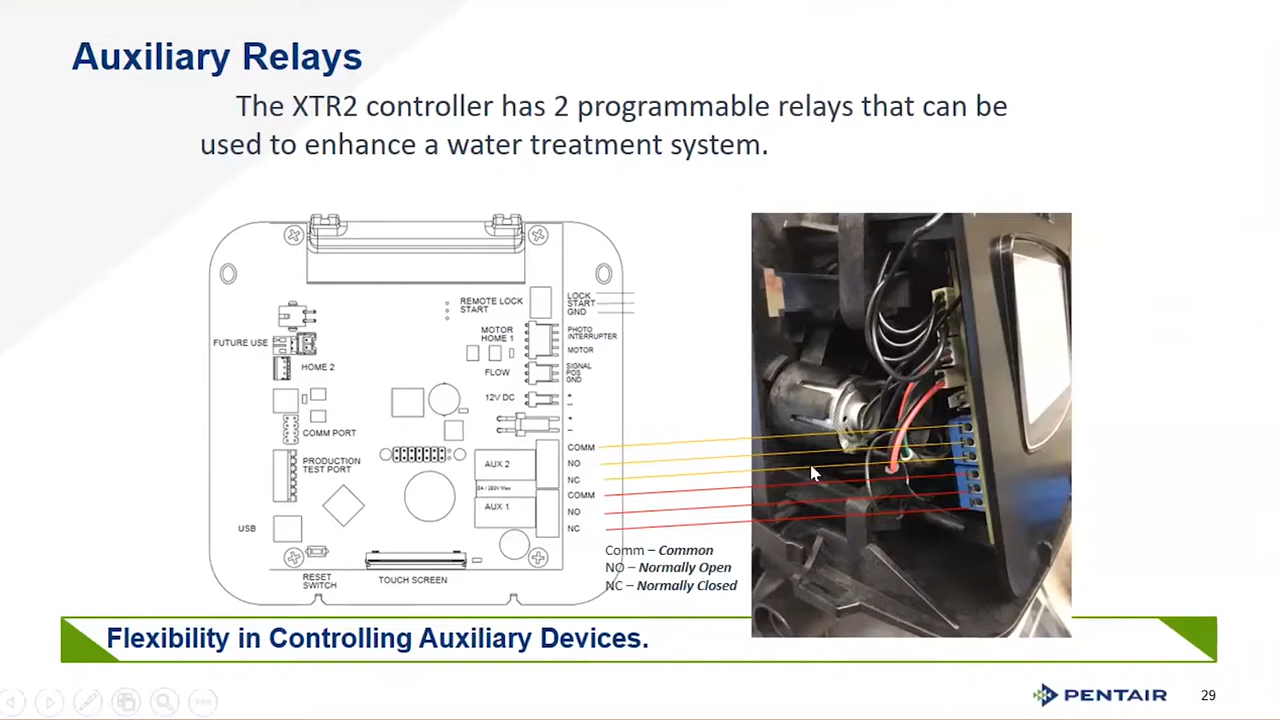 Auxiliary Relays
The XTR2 controller has 2 programmable relays that can be
used to enhance a water treatment system.
REMOTE LOCK
START
LOCK
START
GND
MOTOR
HOME 1
PHOTO
INTERRUPTER
MOTOR
FUTURE USE
HOME 2
FLOW
SIGNAL
POS
GND
12V DC
+
–
+
–
COMM PORT
COMM
NO
NC
AUX 2
PRODUCTION
TEST PORT
5A / 250V Max
COMM
NO
NC
AUX 1
USB
RESET
SWITCH
TOUCH SCREEN
Comm – Common
NO – Normally Open
NC – Normally Closed
Flexibility in Controlling Auxiliary Devices.
PENTAIR
29